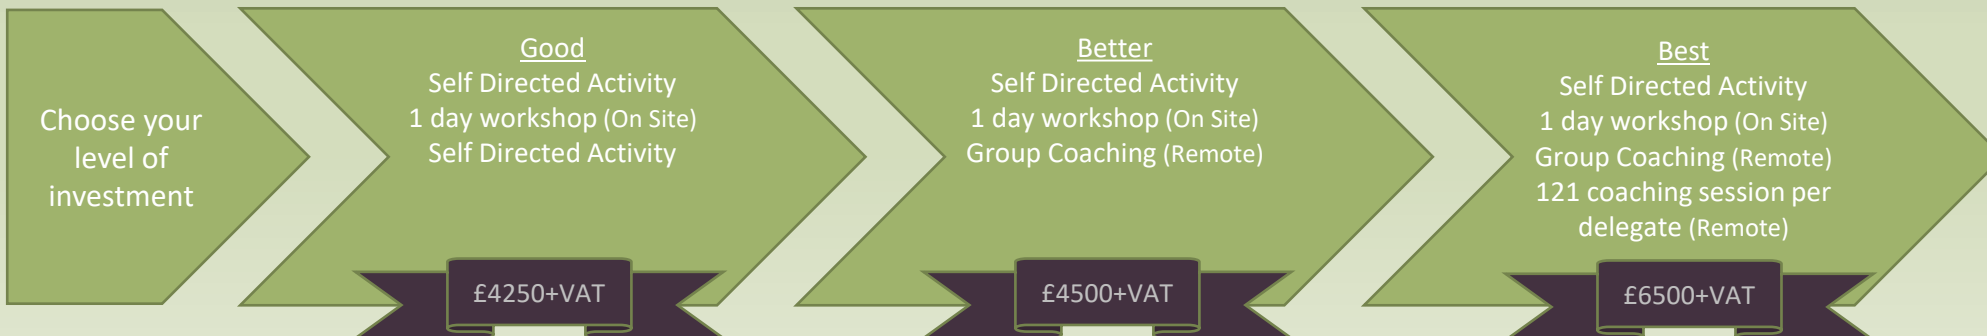 Choose your
level of
investment
Good
Self Directed Activity
1 day workshop (On Site)
Self Directed Activity
£4250+VAT
Better
Self Directed Activity
1 day workshop (On Site)
Group Coaching (Remote)
£4500+VAT
Best
Self Directed Activity
1 day workshop (On Site)
Group Coaching (Remote)
121 coaching session per
delegate (Remote)
£6500+VAT